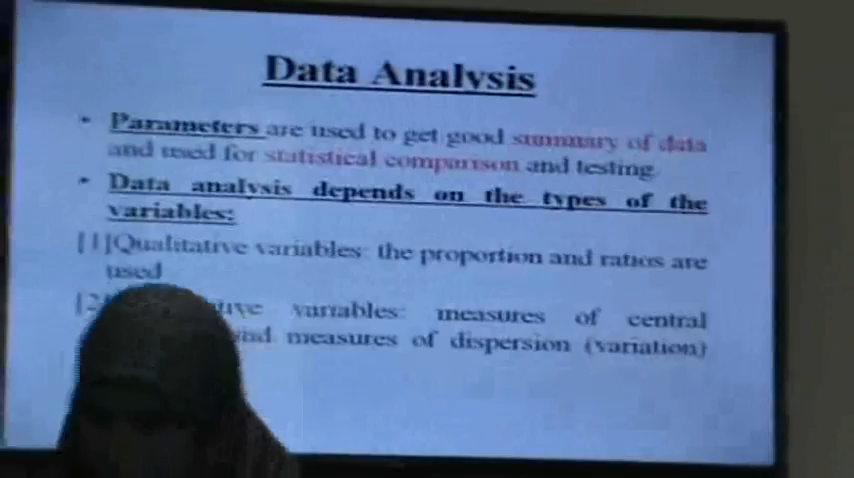 Data Analysis
• Parameters are used to get good summary of data
and used for statistical comparison and testing.
• Data analysis depends on the types of the
variables:
[1]Qualitative variables: the proportion and ratios are
used
[2] variables: measures of central
and measures of dispersion (variation)